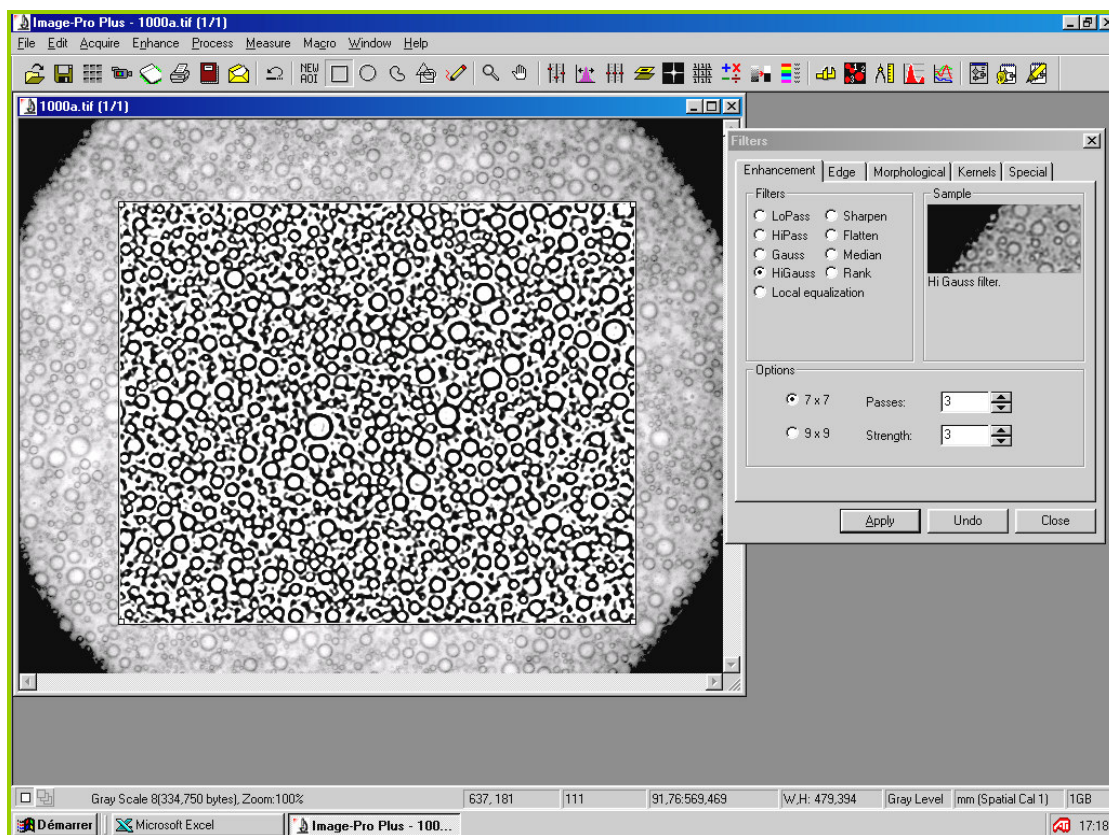 Image-Pro Plus - 1000a.tif (1/1)
File Edit Acquire Enhance Process Measure Macro Window Help
NEW
AOI
1000a.tif (1/1)
Filters
Enhancement Edge Morphological Kernels Special
Filters
Sample
LoPass Sharpen
HiPass Flatten
Gauss Median
HiGauss Rank
Local equalization
Hi Gauss filter.
Options
7 x 7 Passes: 3
9 x 9 Strength: 3
Apply Undo Close
Gray Scale 8(334,750 bytes), Zoom:100% 637, 181 111 91,76:569,469 W,H: 479,394 Gray Level mm (Spatial Cal 1) 1GB
Démarrer Microsoft Excel Image-Pro Plus - 100... 17:18